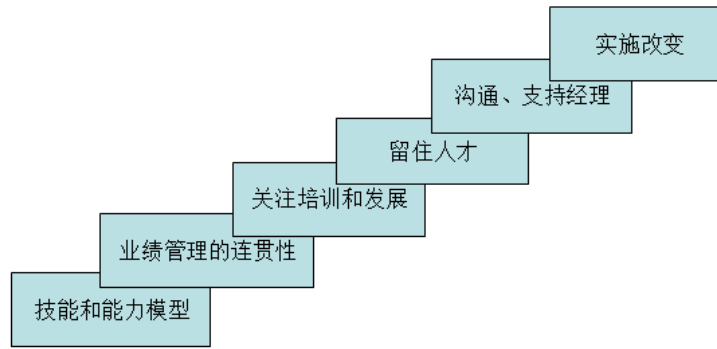 实施改变
沟通、支持经理
留住人才
关注培训和发展
业绩管理的连贯性
技能和能力模型